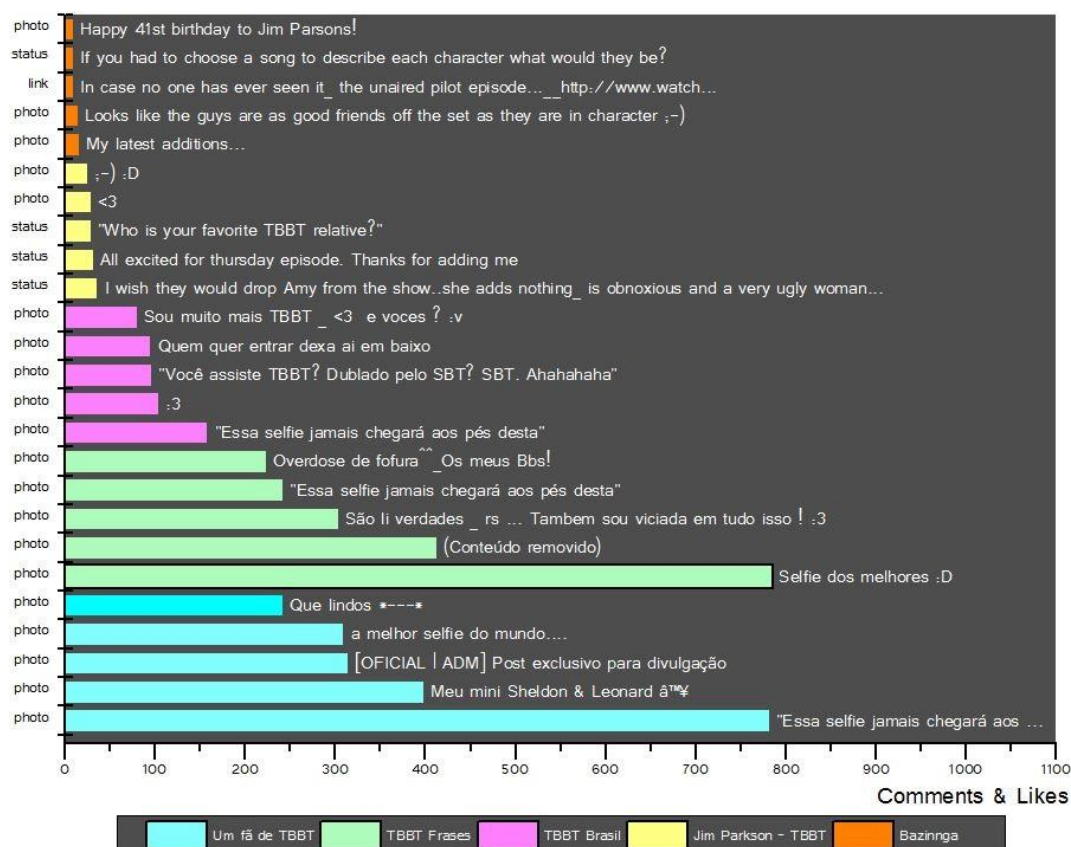 photo Happy 41st birthday to Jim Parsons!
status If you had to choose a song to describe each character what would they be?
link In case no one has ever seen it_ the unaired pilot episode...__http://www.watch...
photo Looks like the guys are as good friends off the set as they are in character ;-)
photo My latest additions...
photo ;-) :D
photo <3
status "Who is your favorite TBBT relative?"
status All excited for thursday episode. Thanks for adding me
status I wish they would drop Amy from the show..she adds nothing_ is obnoxious and a very ugly woman...
photo Sou muito mais TBBT _ <3 e voces ? :v
photo Quem quer entrar dexa ai em baixo
photo "Você assiste TBBT? Dublado pelo SBT? SBT. Ahahahaha"
photo :3
photo "Essa selfie jamais chegará aos pés desta"
photo Overdose de fofura^^_Os meus Bbs!
photo "Essa selfie jamais chegará aos pés desta"
photo São li verdades _ rs ... Tambem sou viciada em tudo isso ! :3
photo (Conteúdo removido)
photo Selfie dos melhores :D
photo Que lindos *---*
photo a melhor selfie do mundo....
photo [OFICIAL | ADM] Post exclusivo para divulgação
photo Meu mini Sheldon & Leonard â™¥
photo "Essa selfie jamais chegará aos ...
0 100 200 300 400 500 600 700 800 900 1000 1100
Comments & Likes
Um fã de TBBT TBBT Frases TBBT Brasil Jim Parkson - TBBT Bazinnga